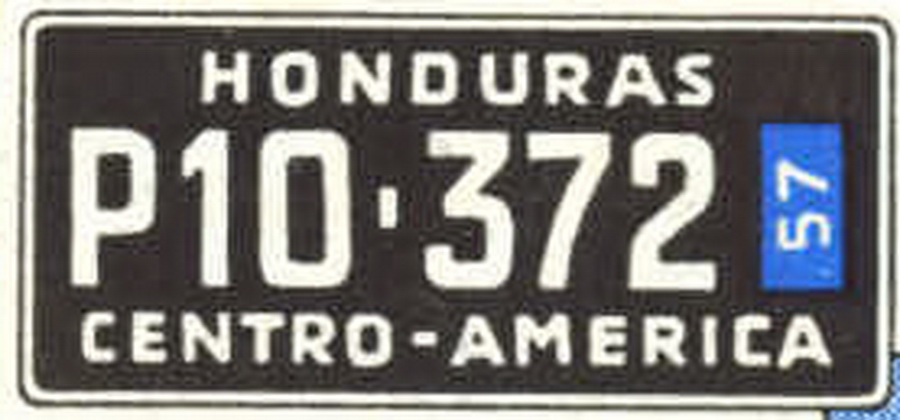 HONDURAS
P10·372
57
CENTRO-AMERICA